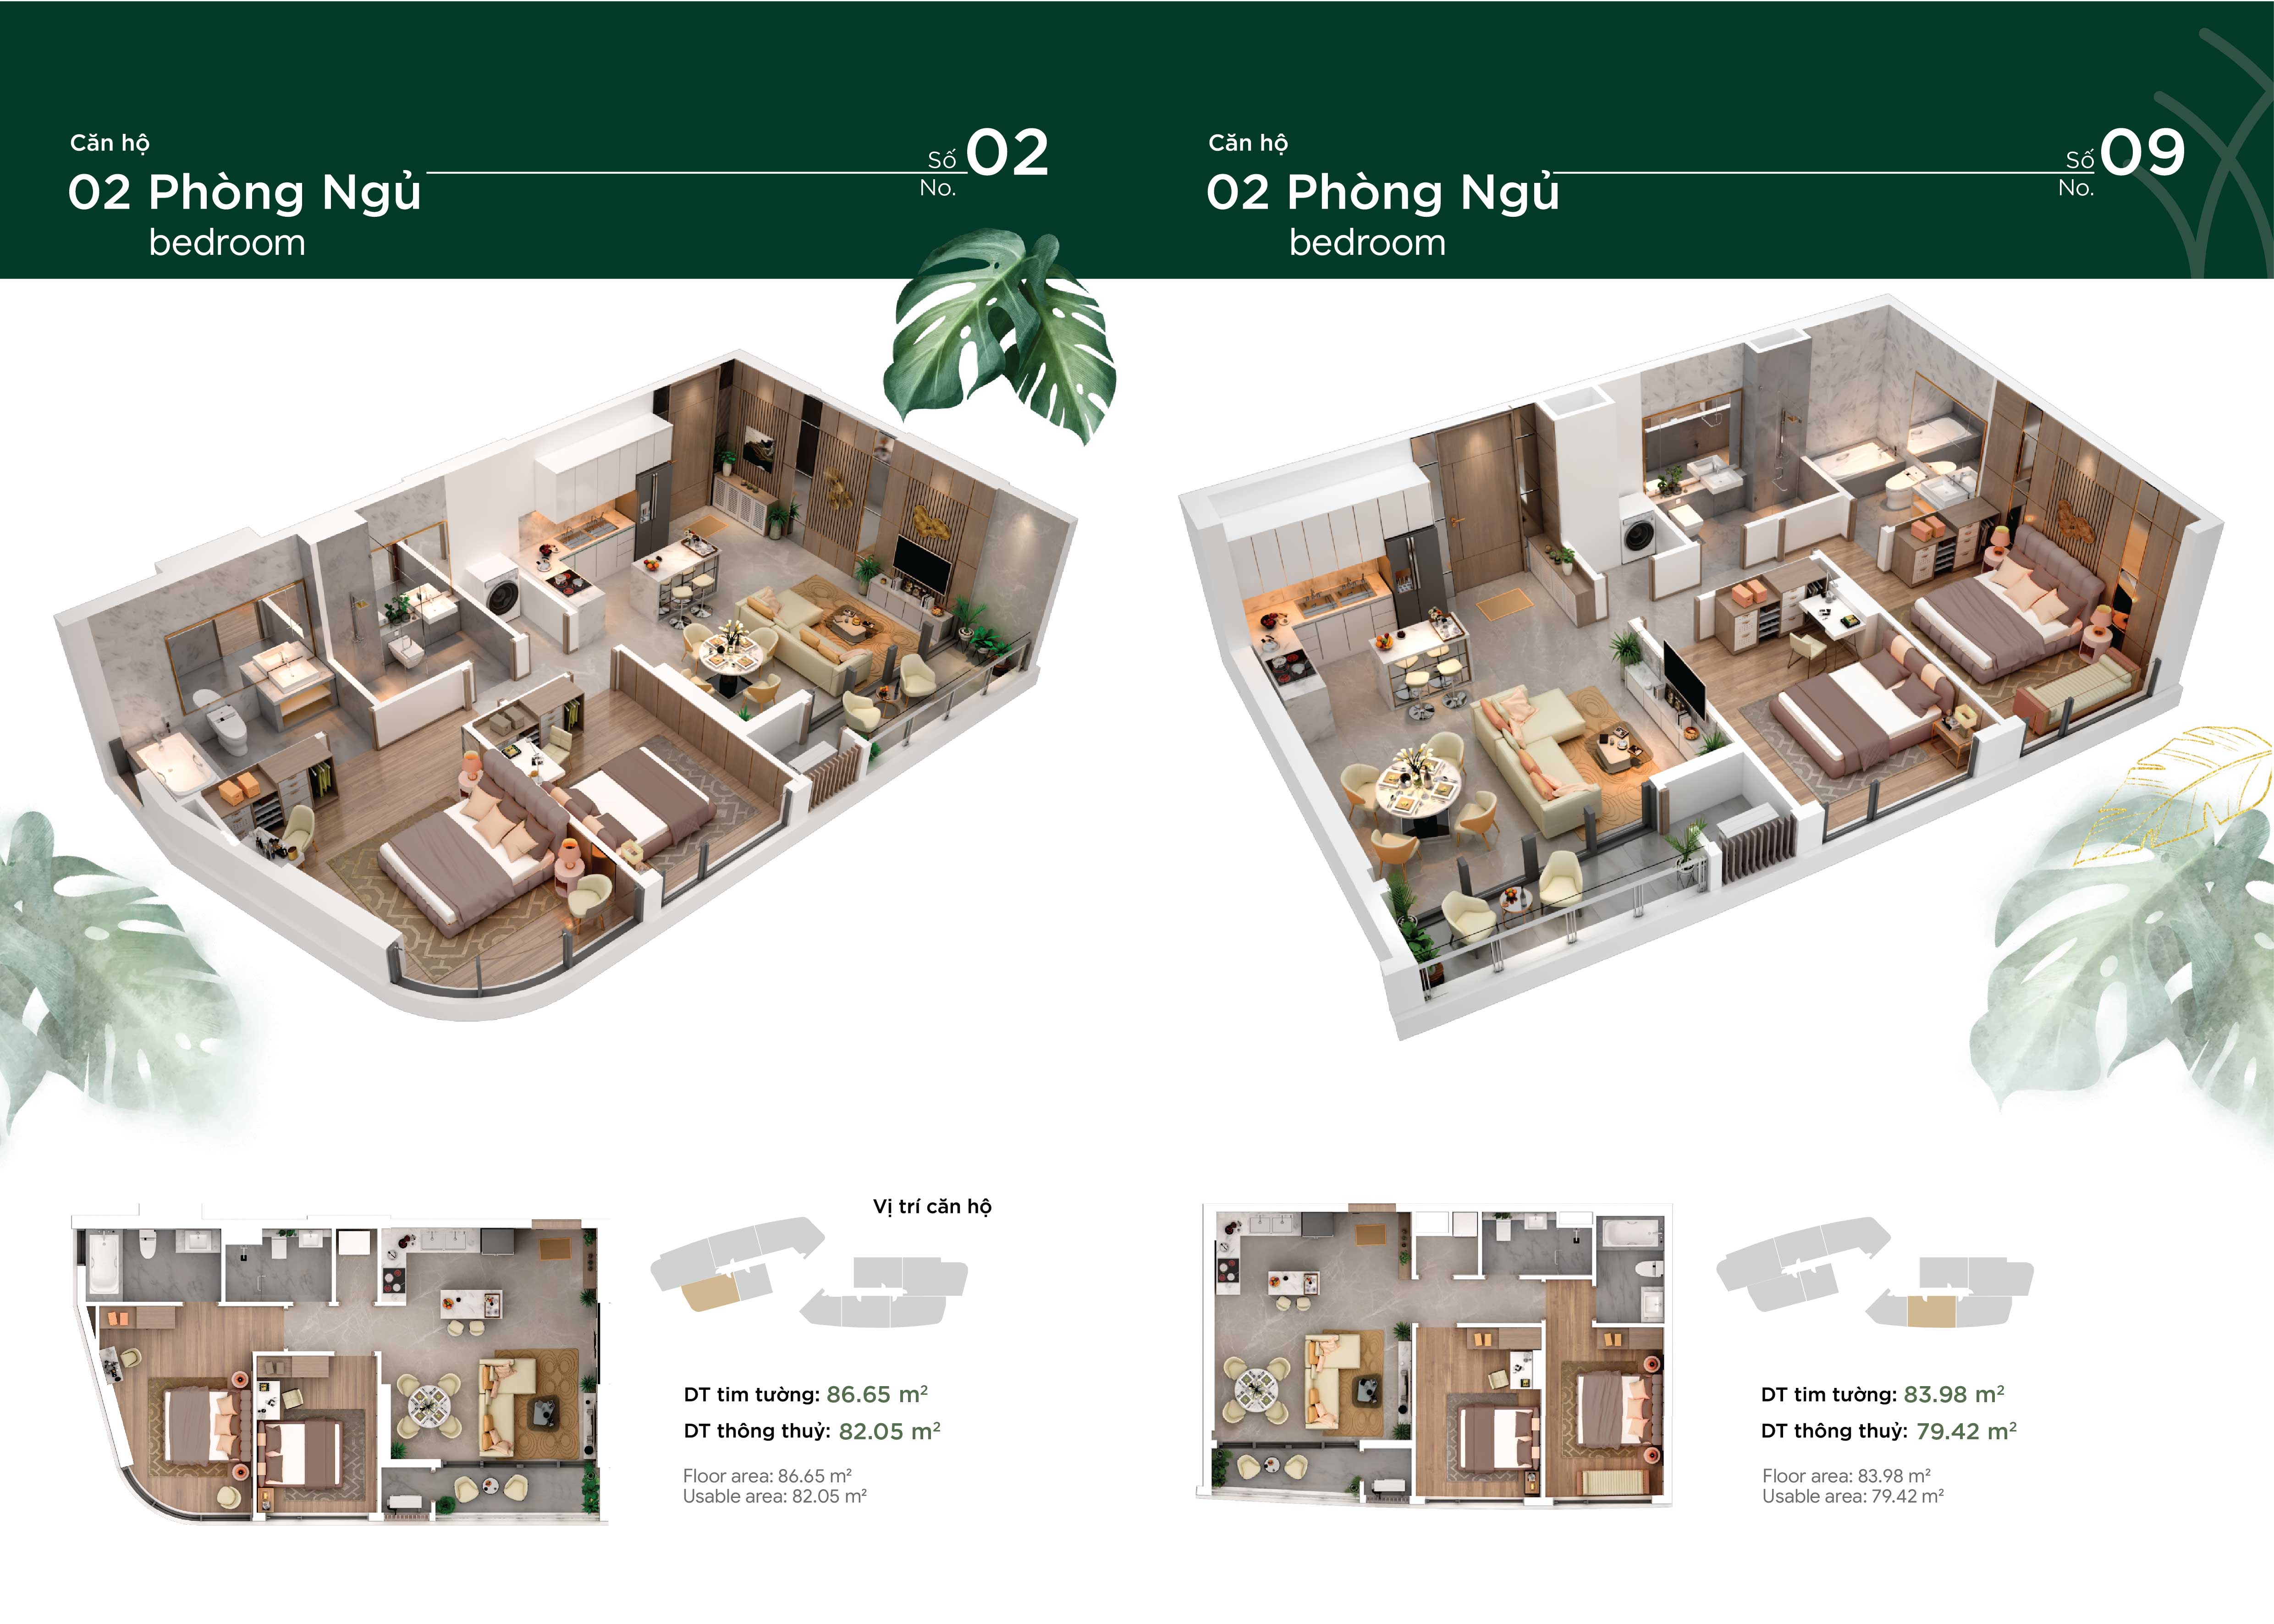 Căn hộ
02 Phòng Ngủ
bedroom
Số
No.
02
Căn hộ
02 Phòng Ngủ
bedroom
Số
No.
09
Vị trí căn hộ
DT tim tường: 86.65 m²
DT thông thuỷ: 82.05 m²
Floor area: 86.65 m²
Usable area: 82.05 m²
DT tim tường: 83.98 m²
DT thông thuỷ: 79.42 m²
Floor area: 83.98 m²
Usable area: 79.42 m²